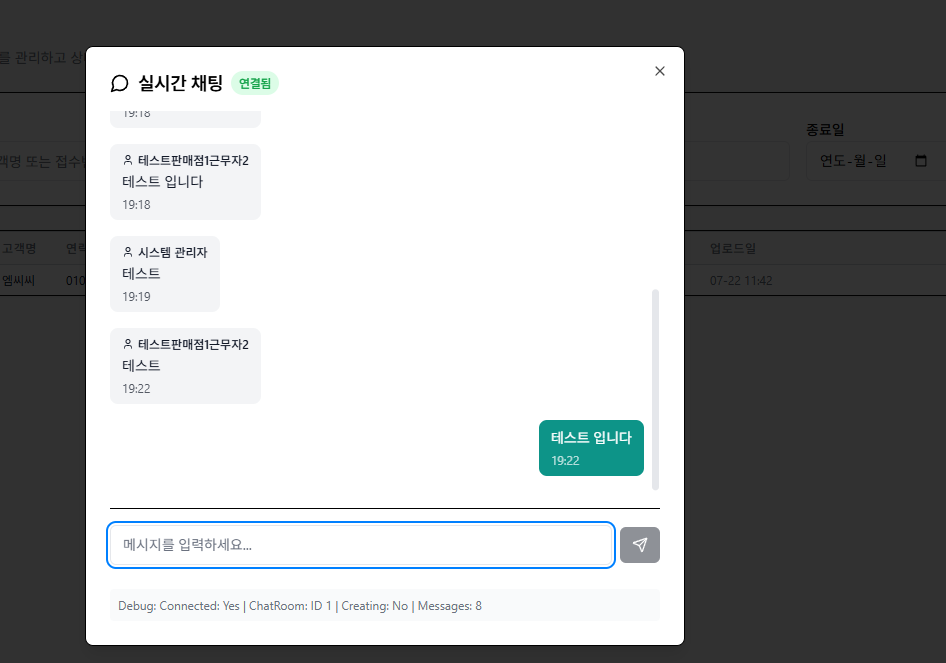 를 관리하고 상
실시간 채팅 연결됨
19:18
종료일
객명 또는 접수
연도-월-일
테스트판매점1근무자2
테스트 입니다
19:18
고객명 연락 업로드일
시스템 관리자
테스트
엠씨씨 010 07-22 11:42
19:19
테스트판매점1근무자2
테스트
19:22
테스트 입니다
19:22
메시지를 입력하세요...
Debug: Connected: Yes | ChatRoom: ID 1 | Creating: No | Messages: 8